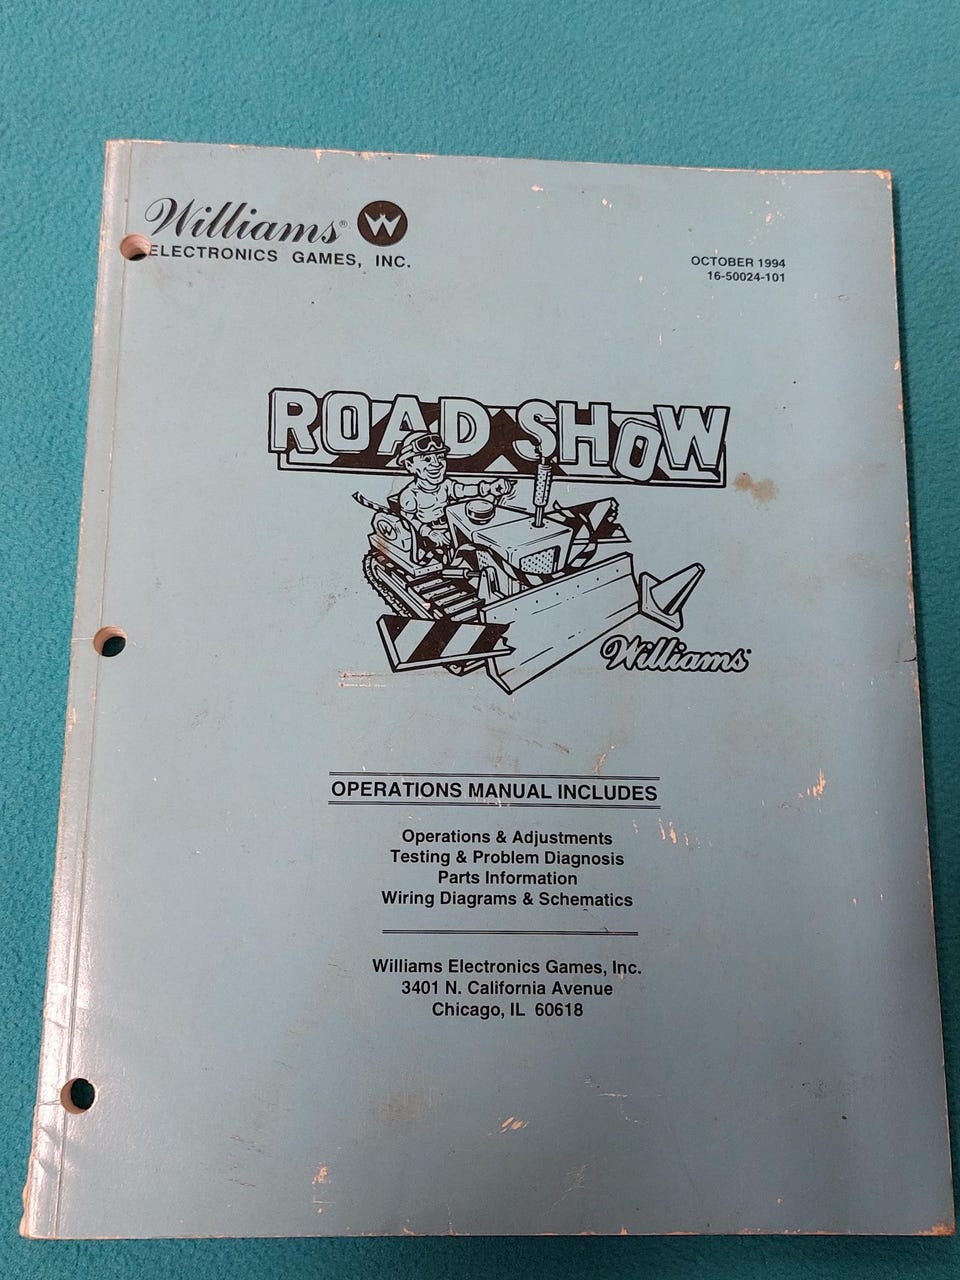 Williams®
ELECTRONICS GAMES, INC.
OCTOBER 1994
16-50024-101
ROAD SHOW
Williams
OPERATIONS MANUAL INCLUDES
Operations & Adjustments
Testing & Problem Diagnosis
Parts Information
Wiring Diagrams & Schematics
Williams Electronics Games, Inc.
3401 N. California Avenue
Chicago, IL 60618